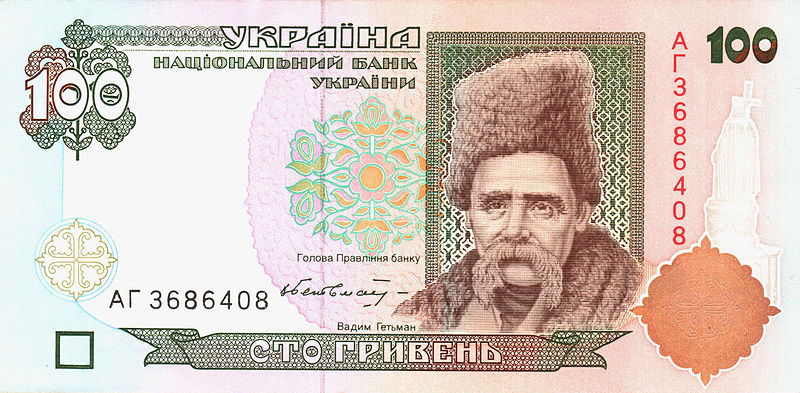 УКРАЇНА
НАЦІОНАЛЬНИЙ БАНК
УКРАЇНИ
100
100
АГ3686408
Голова Правління банку
АГ 3686408
Вадим Гетьман
СТО ГРИВЕНЬ